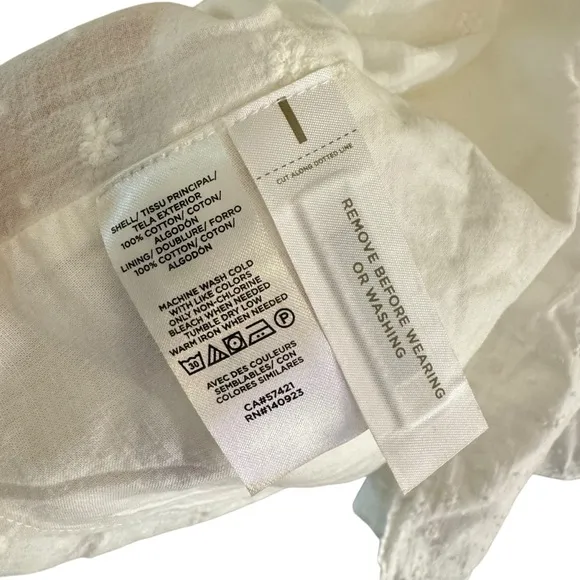 SHELL/ TISSU PRINCIPAL/
TELA EXTERIOR
100% COTTON/ COTON/
ALGODÓN
LINING/ DOUBLURE/ FORRO
100% COTTON/ COTON/
ALGODÓN
MACHINE WASH COLD
WITH LIKE COLORS
ONLY NON-CHLORINE
BLEACH WHEN NEEDED
TUMBLE DRY LOW
WARM IRON WHEN NEEDED
30 P
AVEC DES COULEURS
SEMBLABLES/ CON
COLORES SIMILARES
CA#57421
RN#140923
CUT ALONG DOTTED LINE
REMOVE BEFORE WEARING
OR WASHING